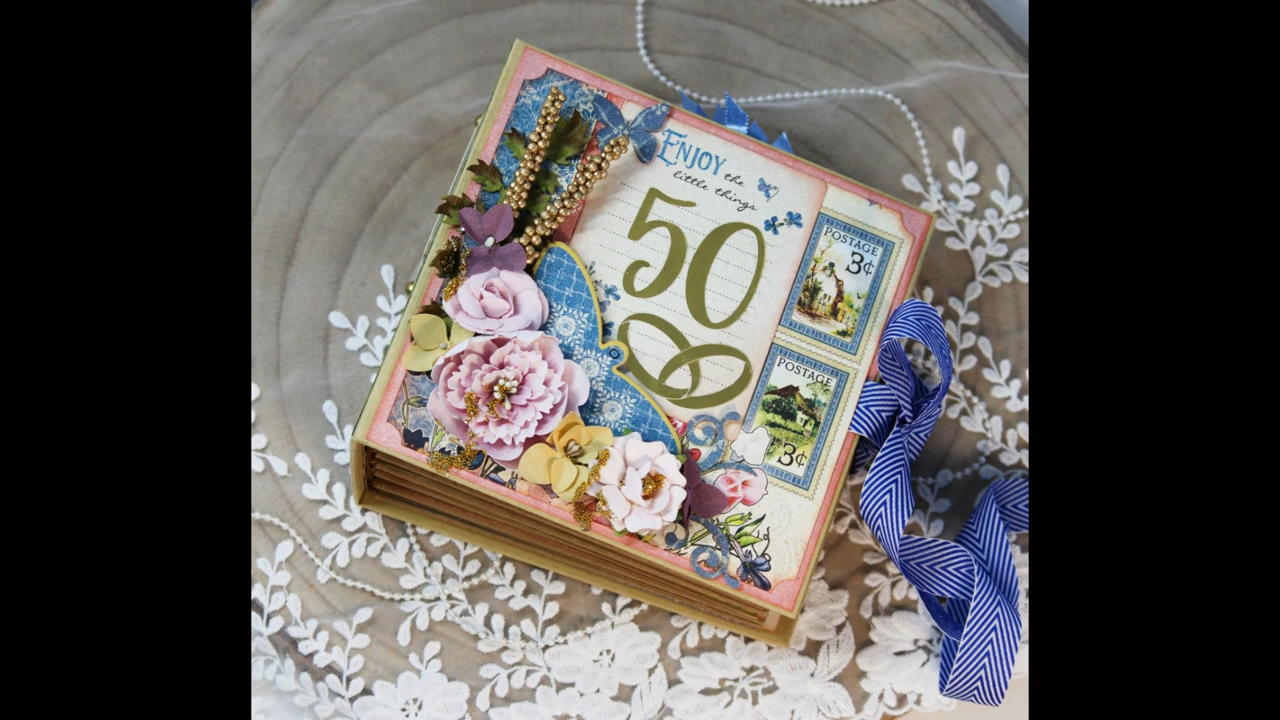 ENJOY the
little things
50
POSTAGE
3¢
POSTAGE
3¢